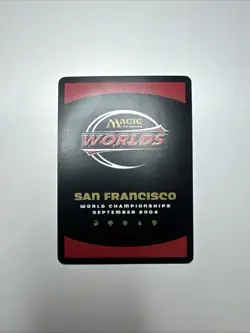 MAGIC
WORLDS
SAN FRANCISCO
WORLD CHAMPIONSHIPS
SEPTEMBER 2004